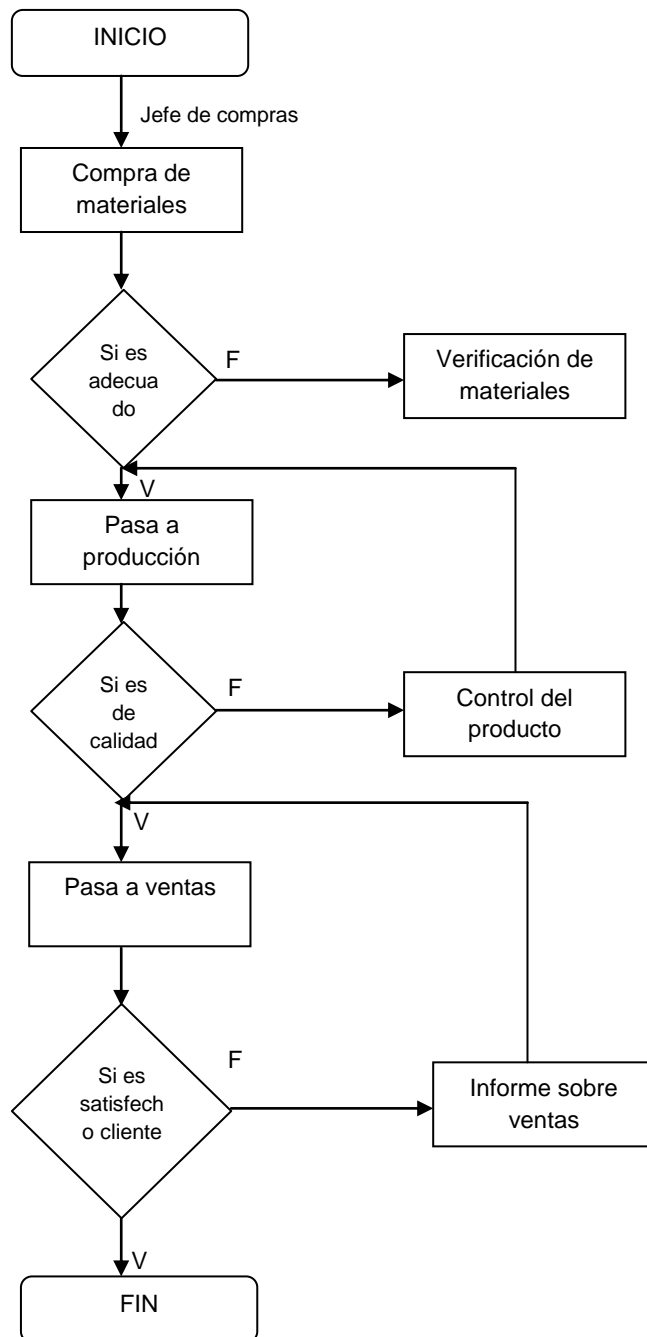 INICIO
Jefe de compras
Compra de
materiales
Si es
adecua
do
F
Verificación de
materiales
V
Pasa a
producción
Si es
de
calidad
F
Control del
producto
V
Pasa a ventas
Si es
satisfech
o cliente
F
Informe sobre
ventas
V
FIN